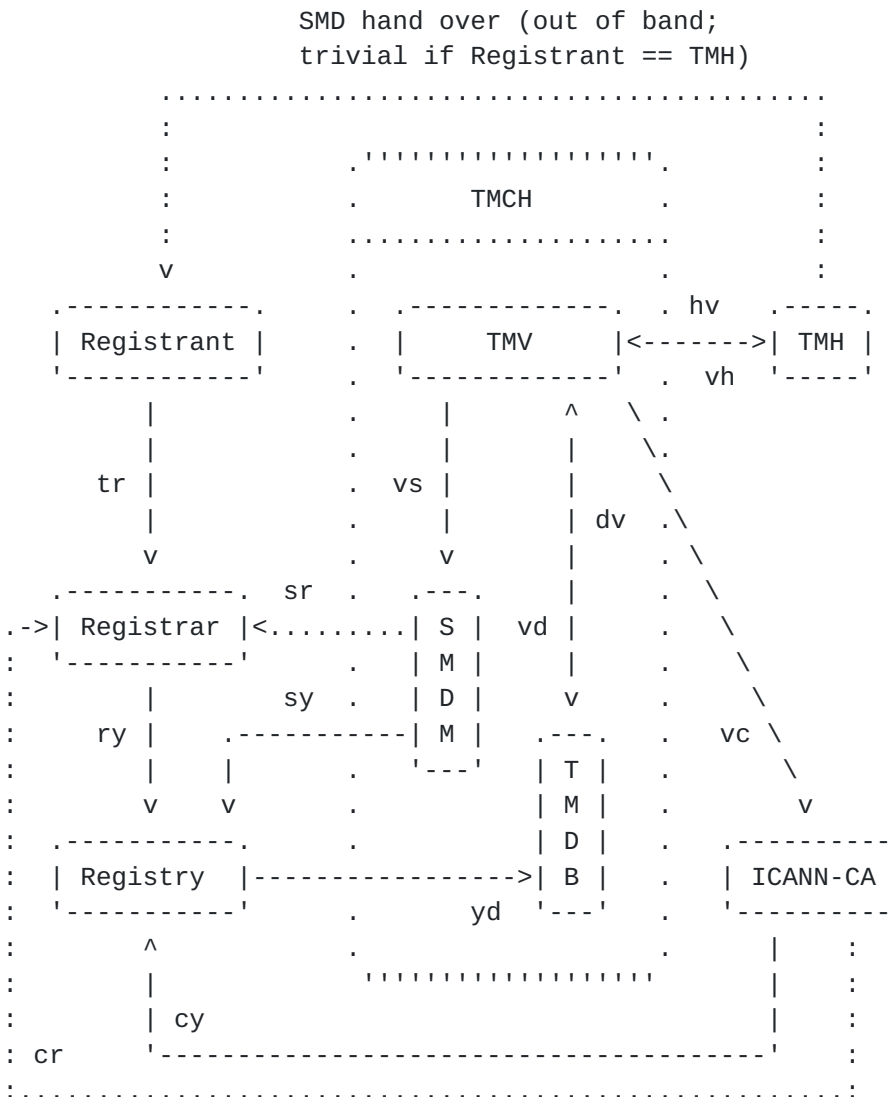 SMD hand over (out of band;
trivial if Registrant == TMH)
TMCH
hv
Registrant
TMV
TMH
vh
tr
vs
dv
sr
Registrar
S
vd
M
sy
D
ry
M
vc
T
M
D
Registry
B
ICANN-CA
yd
cy
cr